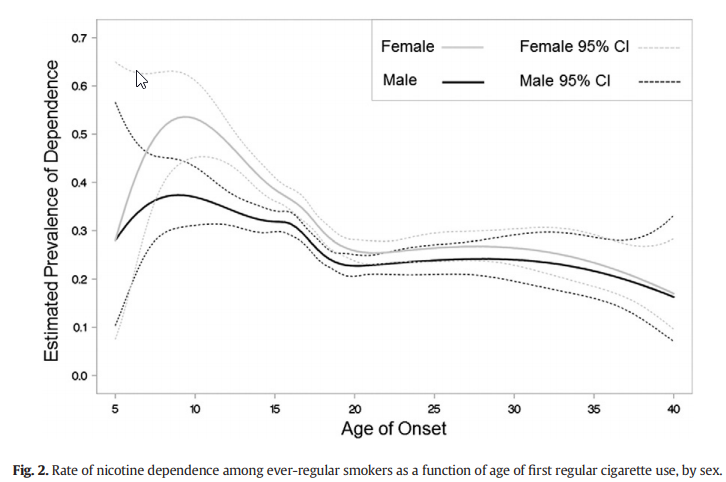 Female
Female 95% CI
Male
Male 95% CI
Estimated Prevalence of Dependence
0.7
0.6
0.5
0.4
0.3
0.2
0.1
0.0
5 10 15 20 25 30 35 40
Age of Onset
Fig. 2. Rate of nicotine dependence among ever-regular smokers as a function of age of first regular cigarette use, by sex.